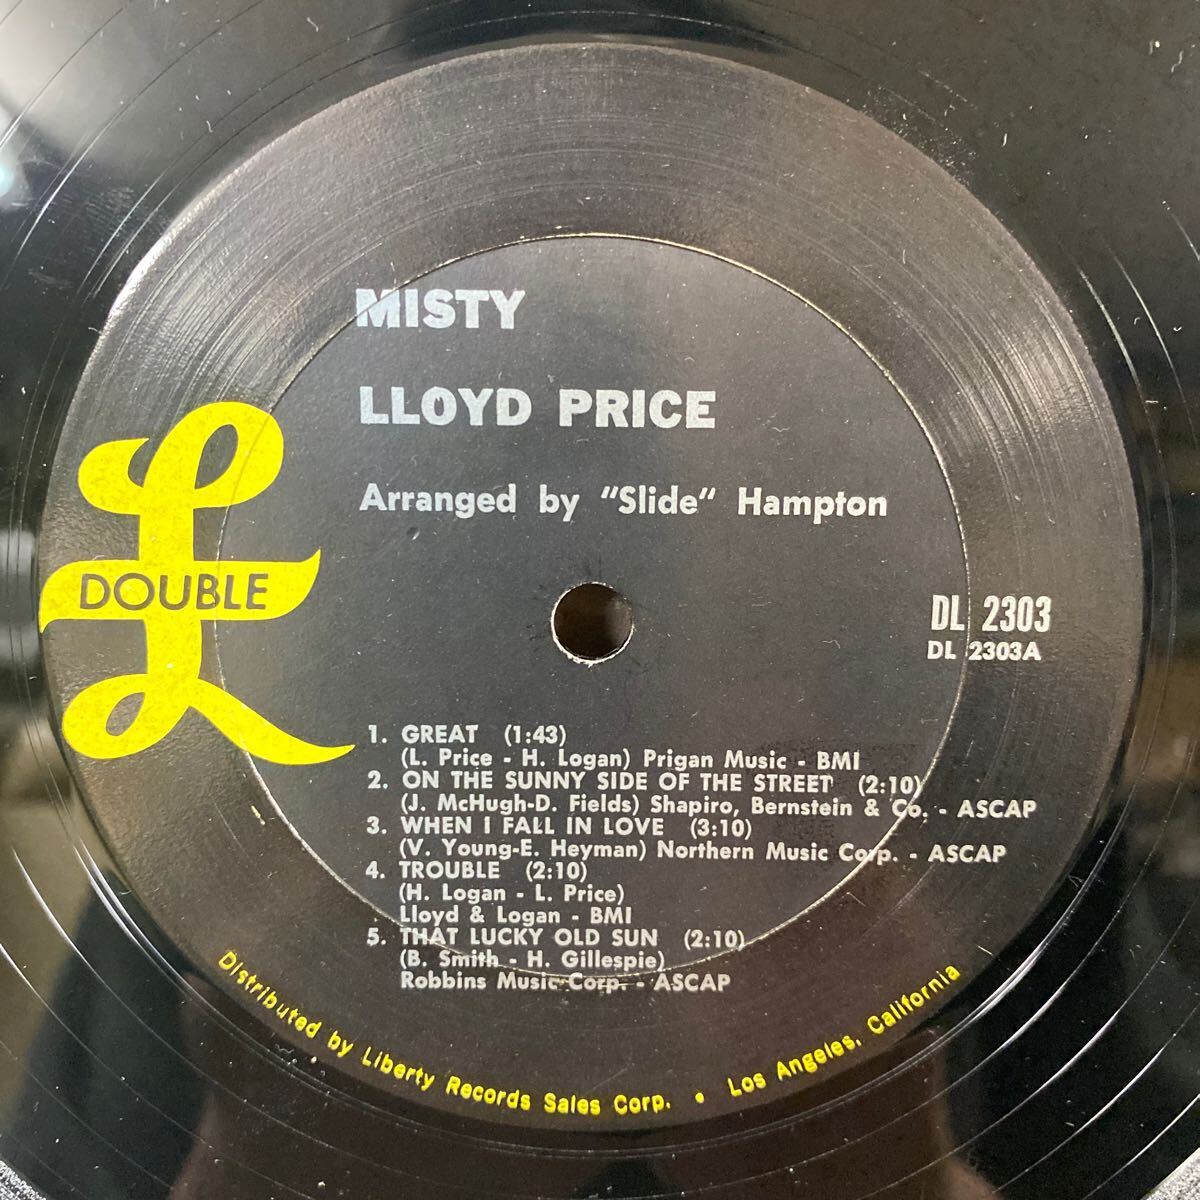 MISTY
LLOYD PRICE
Arranged by "Slide" Hampton
DOUBLE
DL 2303
DL 2303A
1. GREAT (1:43)
(L. Price - H. Logan) Prigan Music - BMI
2. ON THE SUNNY SIDE OF THE STREET (2:10)
(J. McHugh-D. Fields) Shapiro, Bernstein & Co. - ASCAP
3. WHEN I FALL IN LOVE (3:10)
(V. Young-E. Heyman) Northern Music Corp. - ASCAP
4. TROUBLE (2:10)
(H. Logan - L. Price)
Lloyd & Logan - BMI
5. THAT LUCKY OLD SUN (2:10)
(B. Smith - H. Gillespie)
Robbins Music Corp. - ASCAP
Distributed by Liberty Records Sales Corp. • Los Angeles, California